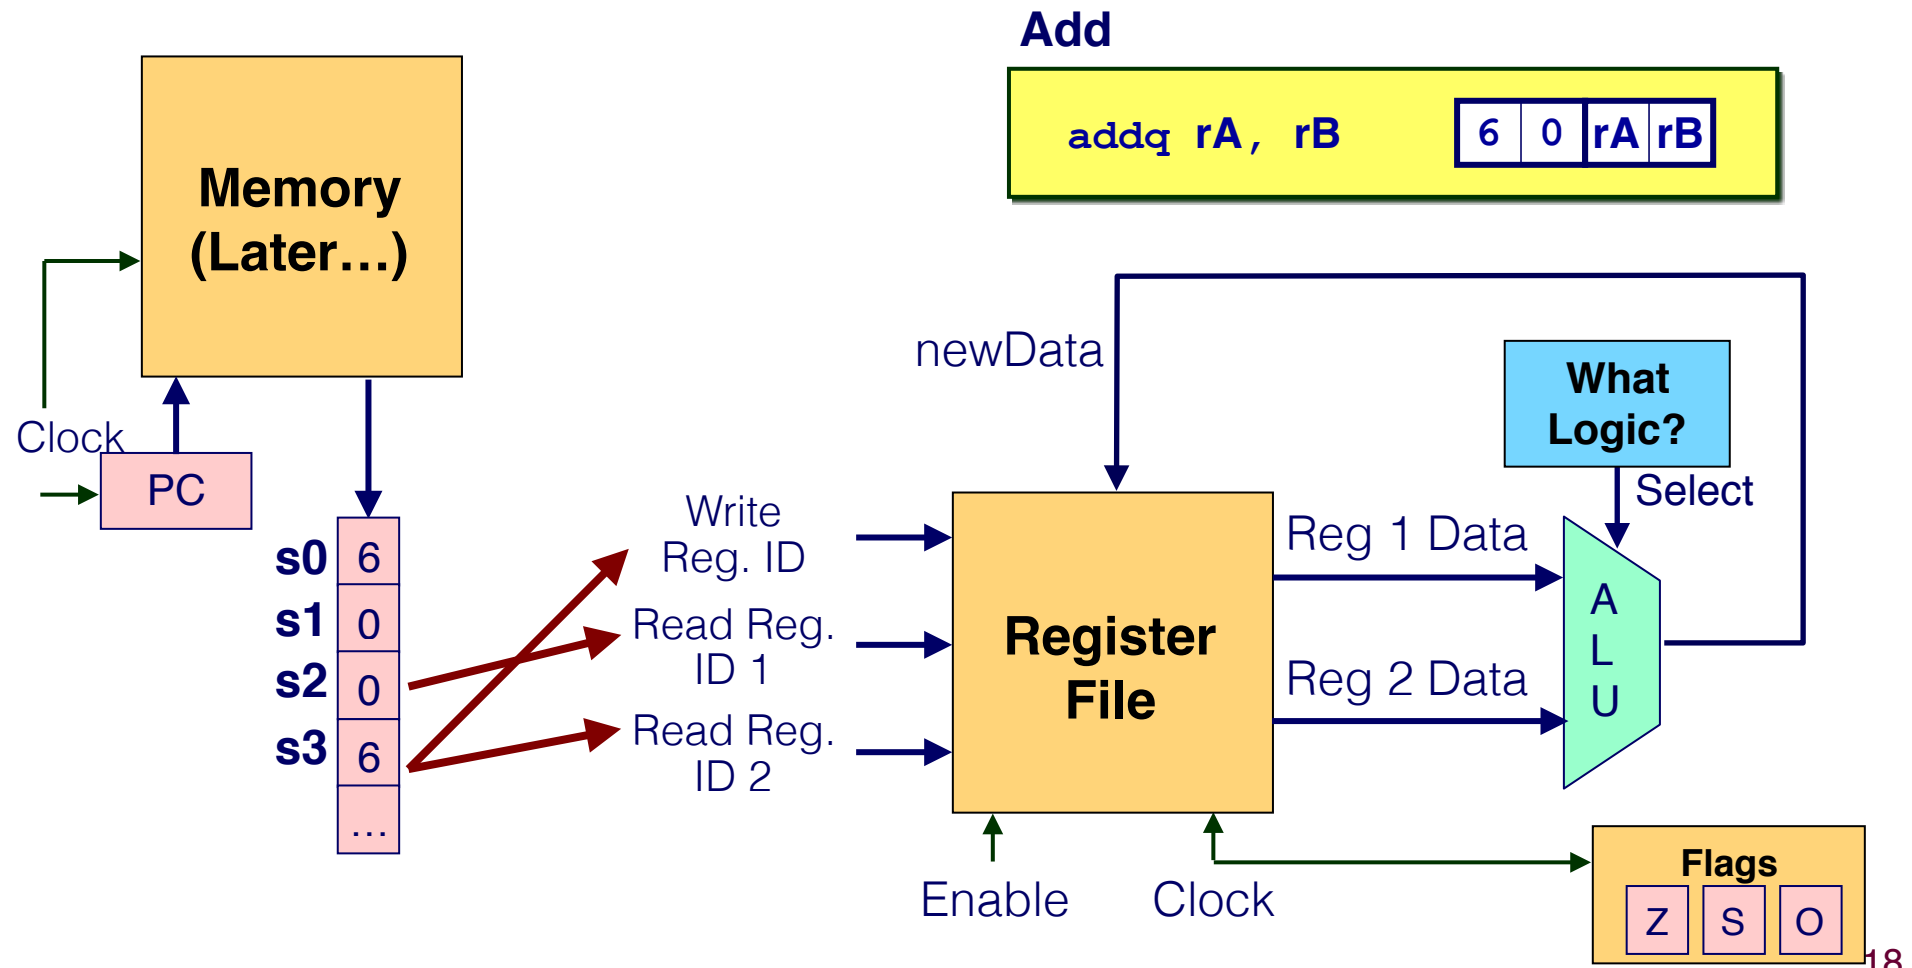 Add
addq rA, rB
6 0 rA rB
Memory
(Later...)
Clock
PC
newData
What
Logic?
Select
s0 6
s1 0
s2 0
s3 6
...
Write
Reg. ID
Read Reg.
ID 1
Read Reg.
ID 2
Register
File
Reg 1 Data
Reg 2 Data
A
L
U
Enable
Clock
Flags
Z S O
18